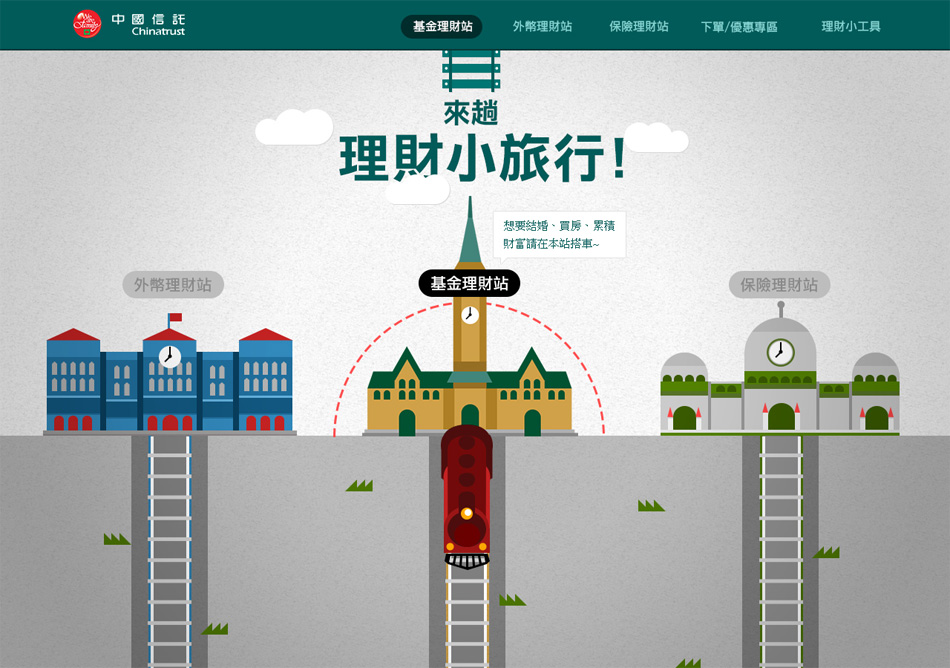 We are family
中國信託
Chinatrust
基金理財站
外幣理財站
保險理財站
下單/優惠專區
理財小工具
來趟
理財小旅行!
想要結婚、買房、累積
財富請在本站搭車~
外幣理財站
基金理財站
保險理財站